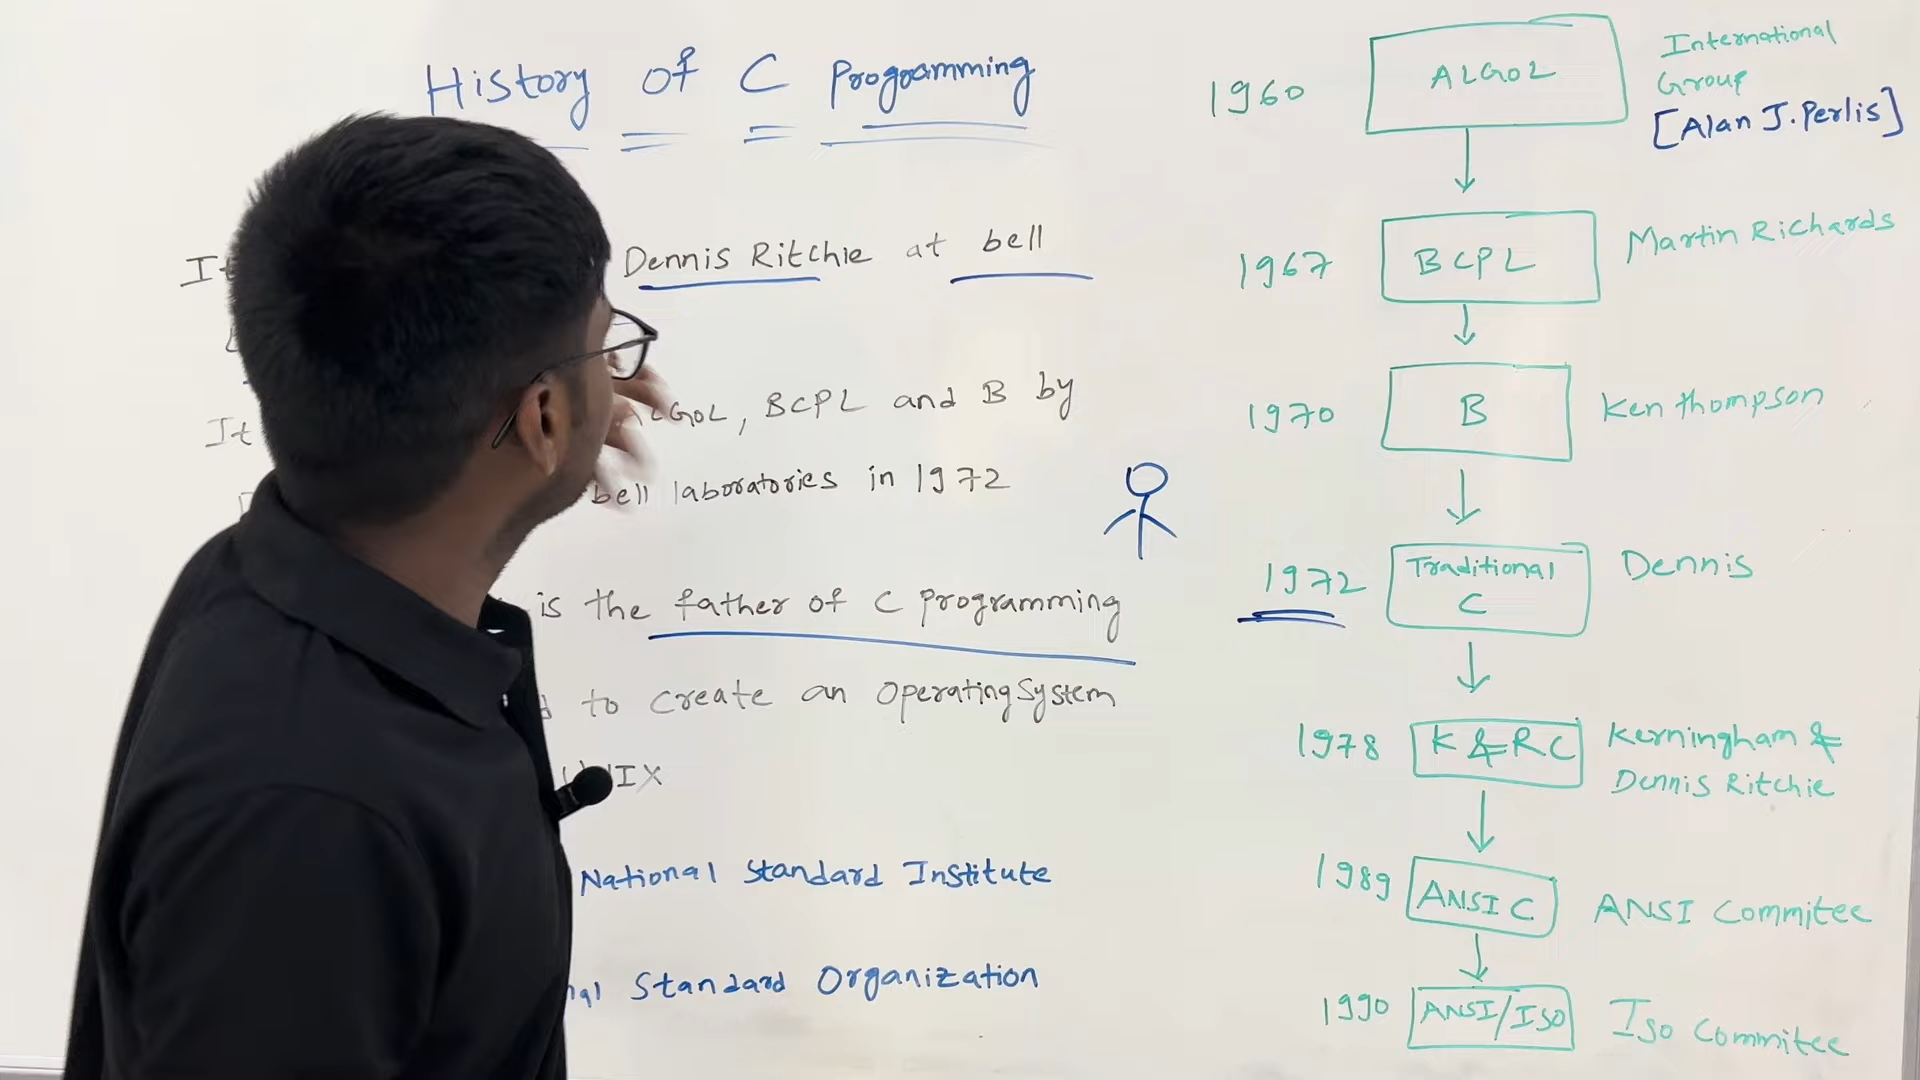 History of C Programming
It Dennis Ritchie at bell
It ALGOL, BCPL and B by
bell laboratories in 1972
is the father of C programming
to create an Operating System
UNIX
National Standard Institute
Standard Organization
1960 ALGOL International
Group
[Alan J. Perlis]
1967 BCPL Martin Richards
1970 B Ken thompson
1972 Traditional
C Dennis
1978 K & R C Kerningham &
Dennis Ritchie
1989 ANSI C ANSI Commitee
1990 ANSI/ISO Iso Commitee